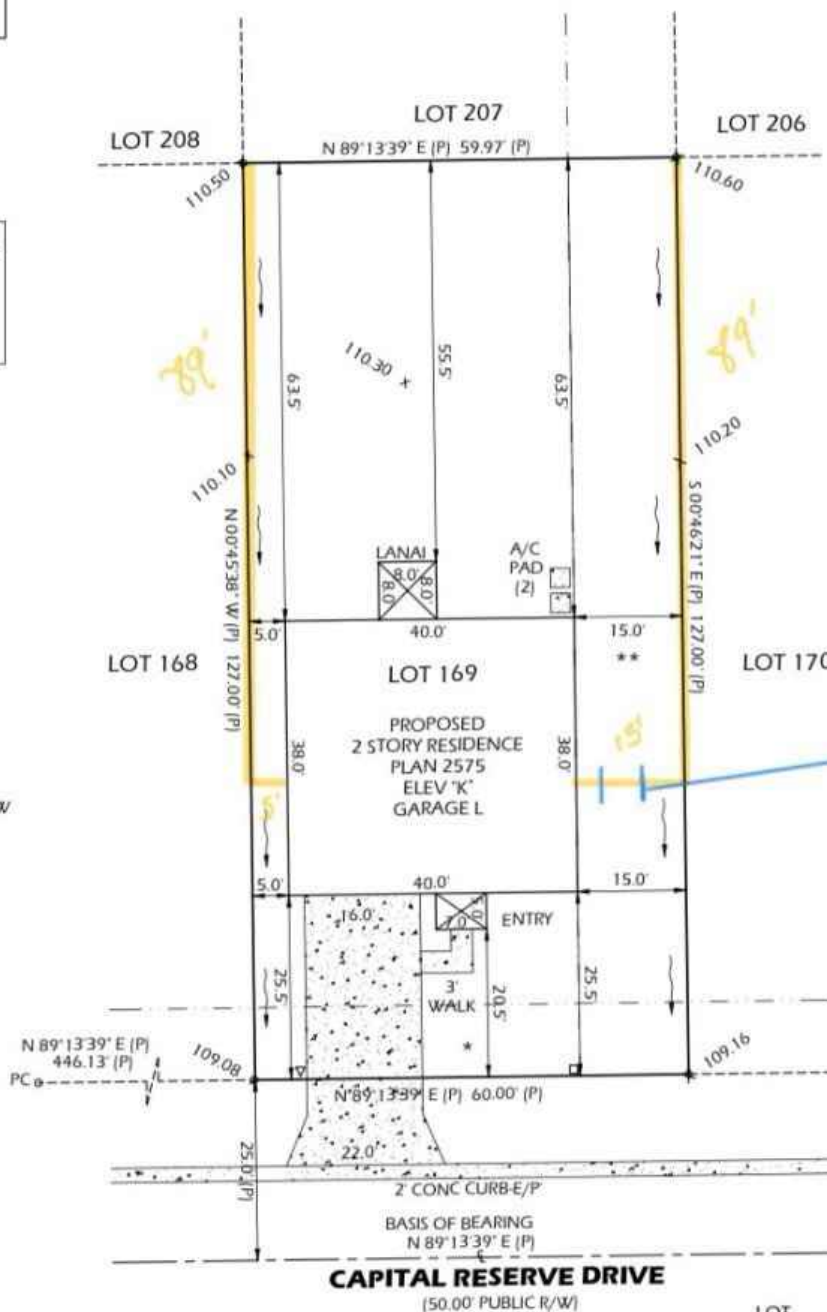 LOT 207
LOT 208
LOT 206
N 89°13'39" E (P) 59.97' (P)
110.50
110.60
89'
89'
110.30 x
55.5'
63.5'
63.5'
110.10
110.20
N 00°45'38" W (P) 127.00' (P)
S 00°46'21" E (P) 127.00' (P)
LANAI
8.0'
8.0'
8.0'
A/C
PAD
(2)
5.0'
40.0'
15.0'
**
LOT 168
LOT 169
LOT 170
PROPOSED
2 STORY RESIDENCE
PLAN 2575
ELEV "K"
GARAGE L
38.0'
38.0'
15'
5'
W
5.0'
40.0'
15.0'
16.0'
7.0'
ENTRY
25.5'
3'
WALK
20.5'
25.5'
*
N 89°13'39" E (P)
446.13' (P)
PC
109.08
109.16
N 89°13'39" E (P) 60.00' (P)
22.0'
25.0' (P)
2' CONC CURB-E/P
BASIS OF BEARING
N 89°13'39" E (P)
CAPITAL RESERVE DRIVE
(50.00' PUBLIC R/W)
LOT